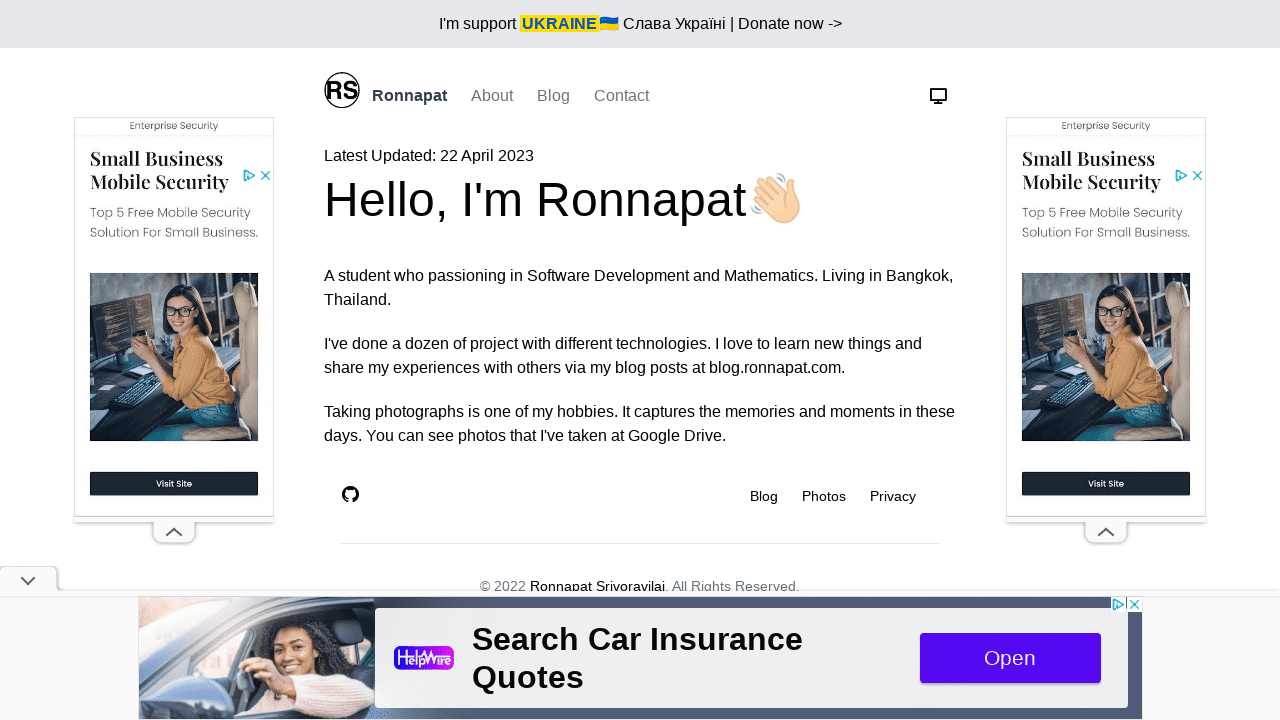 I'm support UKRAINE🇺🇦 Слава Україні | Donate now ->
RS
Ronnapat About Blog Contact
Enterprise Security
Small Business
Mobile Security
Top 5 Free Mobile Security
Solution For Small Business.
Visit Site
Latest Updated: 22 April 2023
Hello, I'm Ronnapat👋🏻
A student who passioning in Software Development and Mathematics. Living in Bangkok,
Thailand.
I've done a dozen of project with different technologies. I love to learn new things and
share my experiences with others via my blog posts at blog.ronnapat.com.
Taking photographs is one of my hobbies. It captures the memories and moments in these
days. You can see photos that I've taken at Google Drive.
Blog Photos Privacy
© 2022 Ronnapat Srivoravilai. All Rights Reserved.
Enterprise Security
Small Business
Mobile Security
Top 5 Free Mobile Security
Solution For Small Business.
Visit Site
HelpWire
Search Car Insurance
Quotes
Open